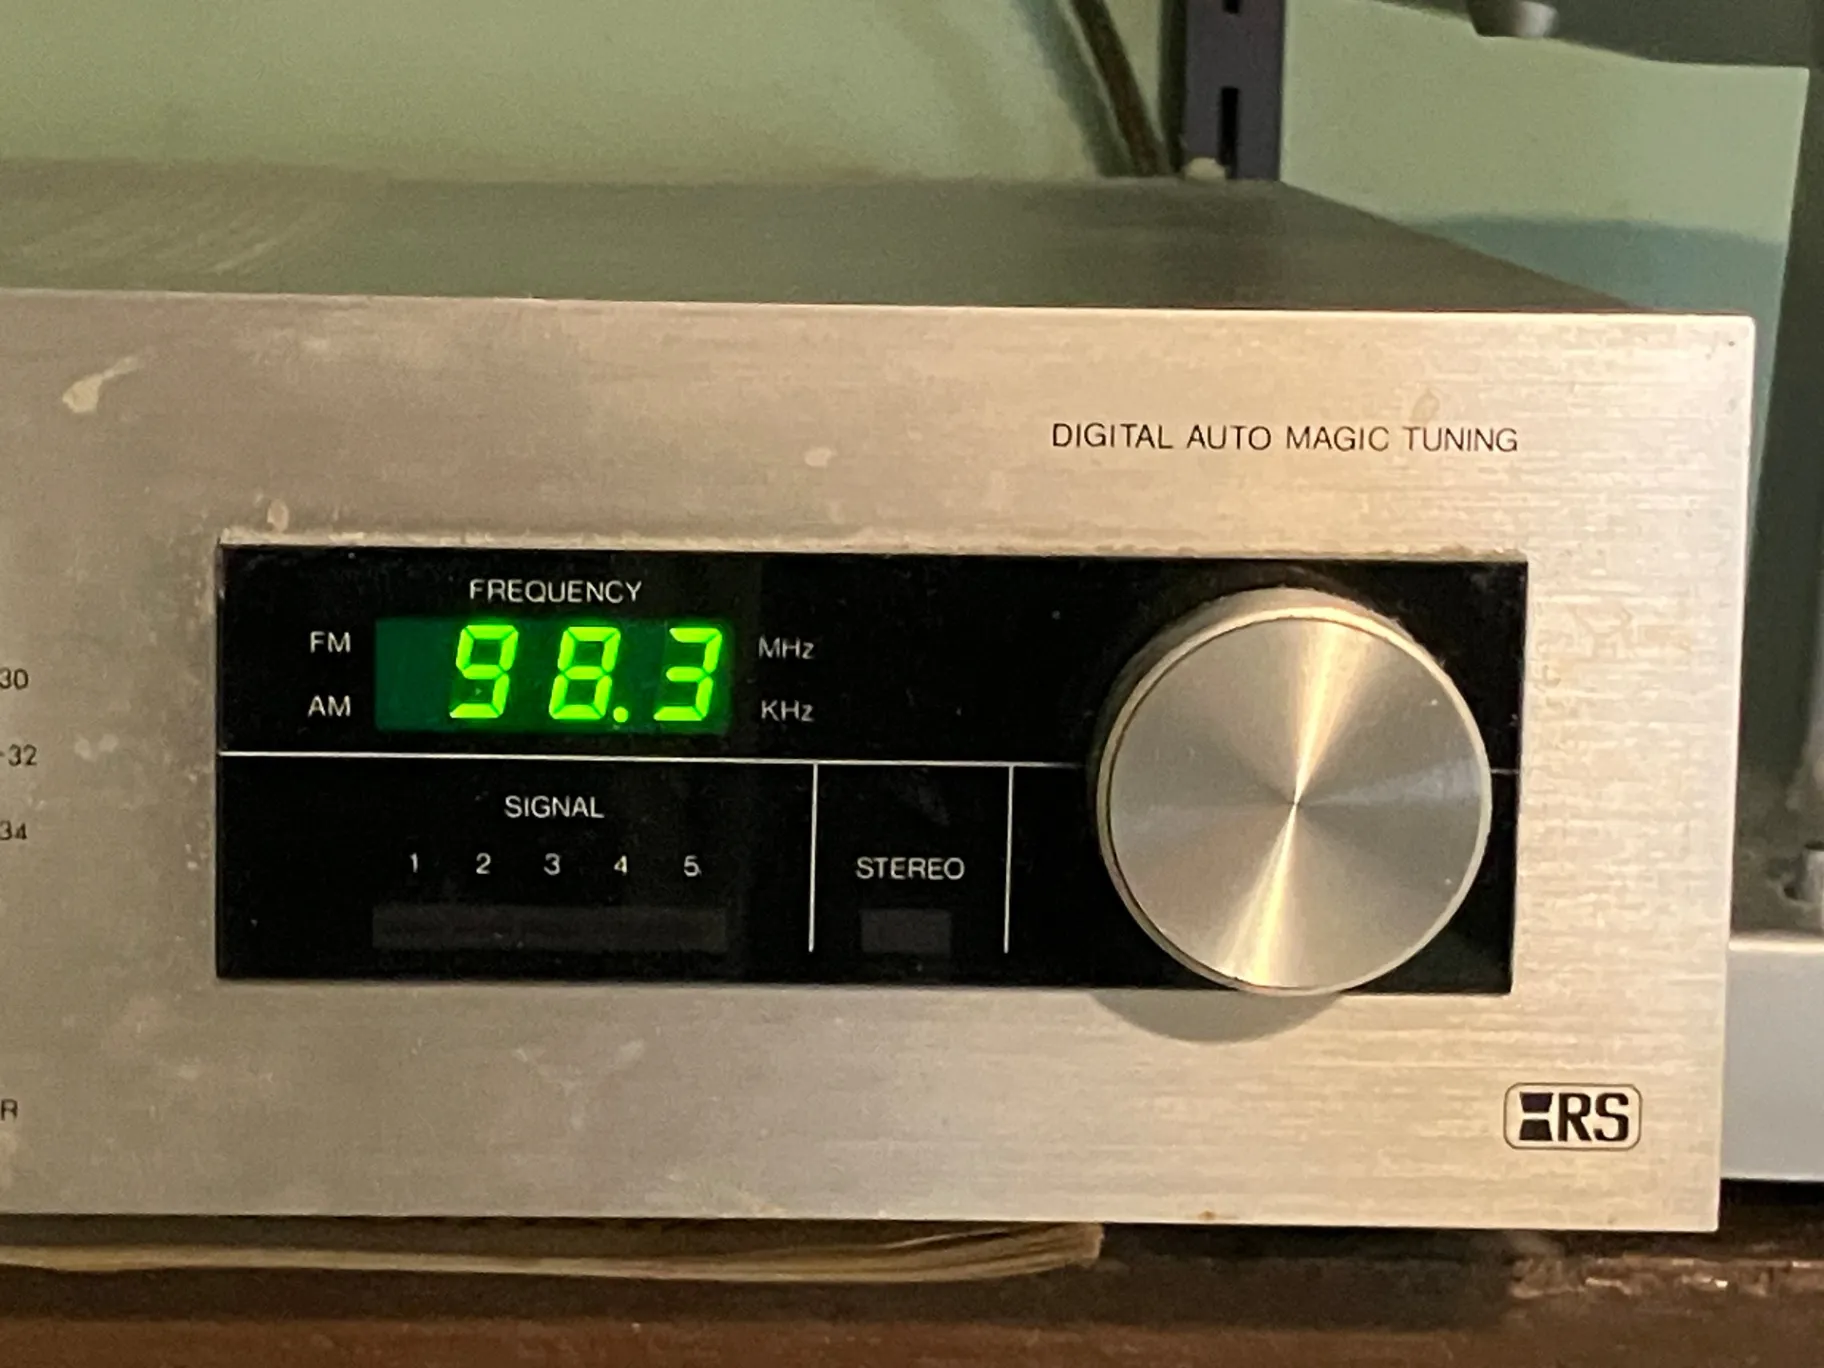 DIGITAL AUTO MAGIC TUNING
FREQUENCY
FM 98.3 MHz
AM KHz
30
-32
34
SIGNAL
1 2 3 4 5
STEREO
R
RS